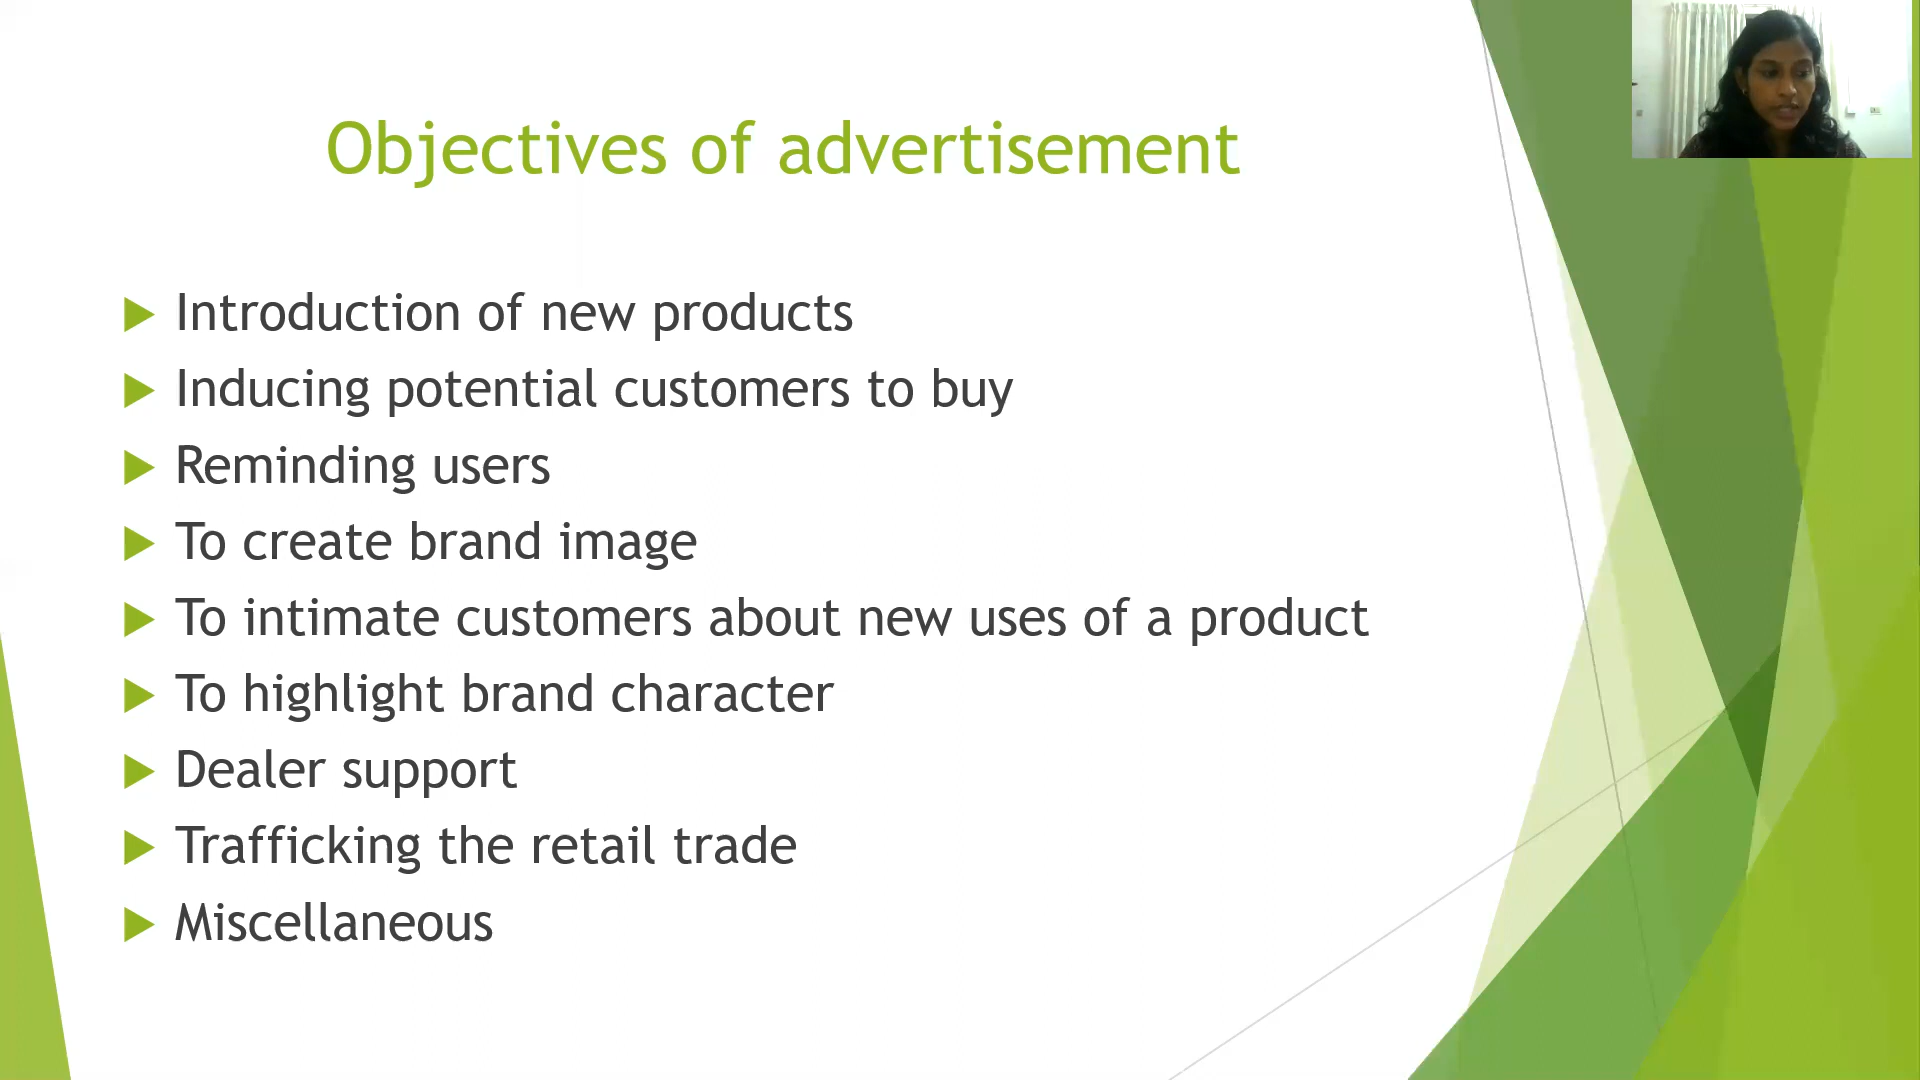 Objectives of advertisement
Introduction of new products
Inducing potential customers to buy
Reminding users
To create brand image
To intimate customers about new uses of a product
To highlight brand character
Dealer support
Trafficking the retail trade
Miscellaneous